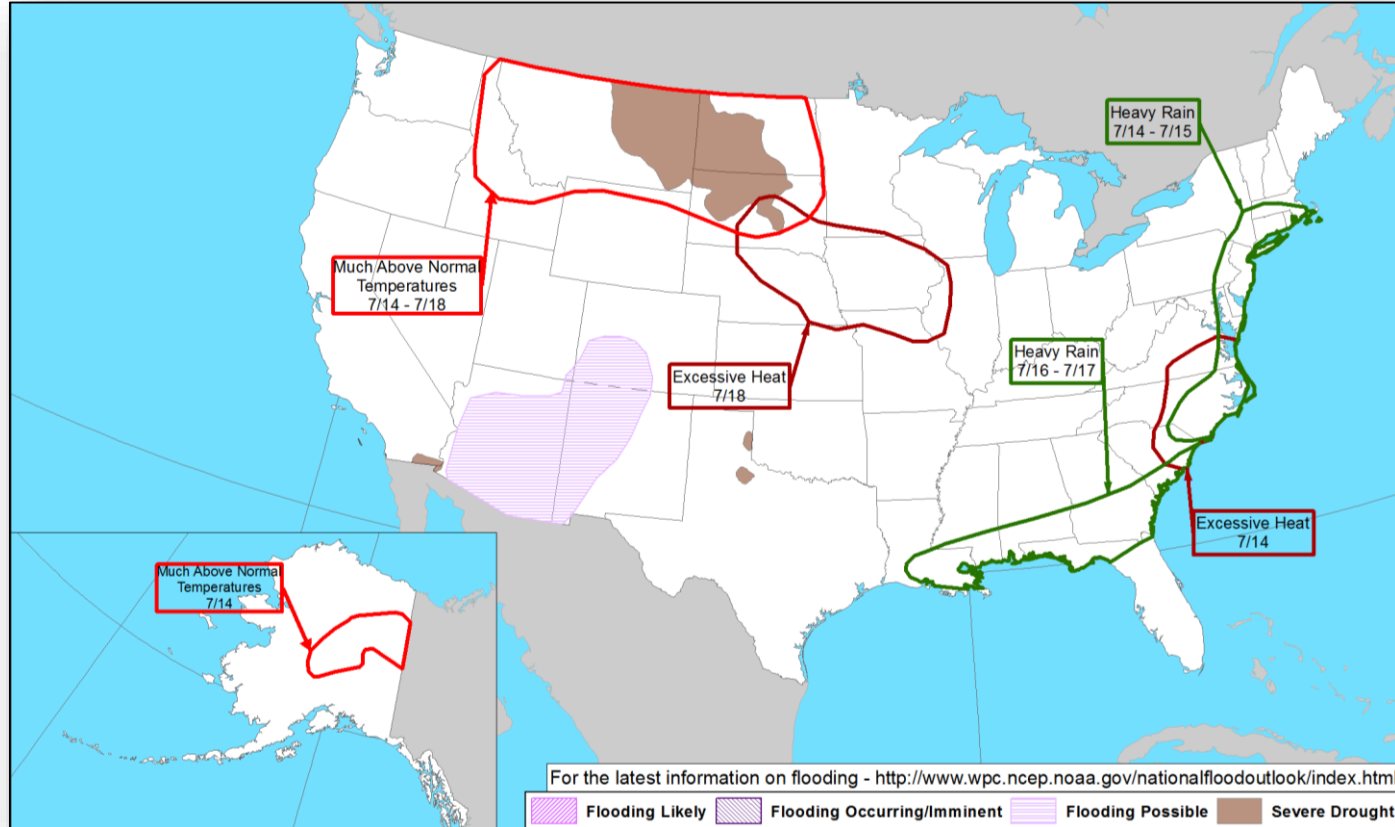 Heavy Rain
7/14 - 7/15
Much Above Normal
Temperatures
7/14 - 7/18
Heavy Rain
7/16 - 7/17
Excessive Heat
7/18
Excessive Heat
7/14
Much Above Normal
Temperatures
7/14
For the latest information on flooding - http://www.wpc.ncep.noaa.gov/nationalfloodoutlook/index.html
Flooding Likely
Flooding Occurring/Imminent
Flooding Possible
Severe Drough